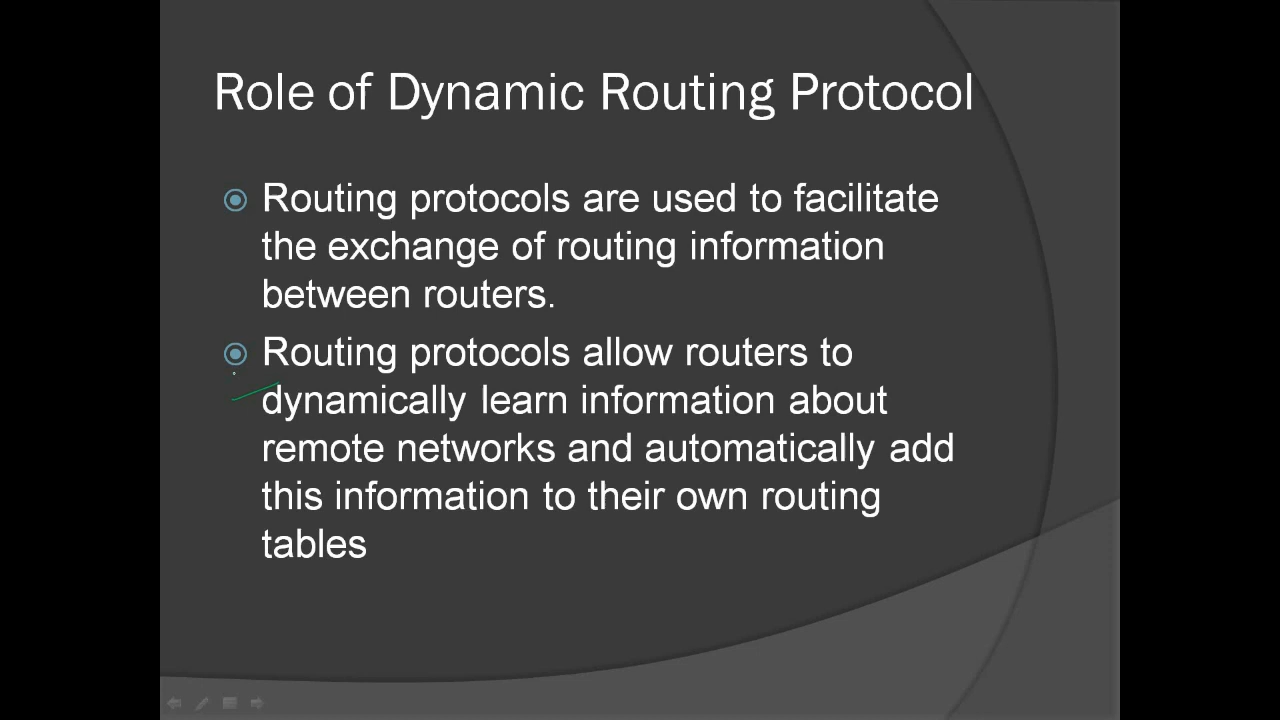 Role of Dynamic Routing Protocol
Routing protocols are used to facilitate
the exchange of routing information
between routers.
Routing protocols allow routers to
dynamically learn information about
remote networks and automatically add
this information to their own routing
tables